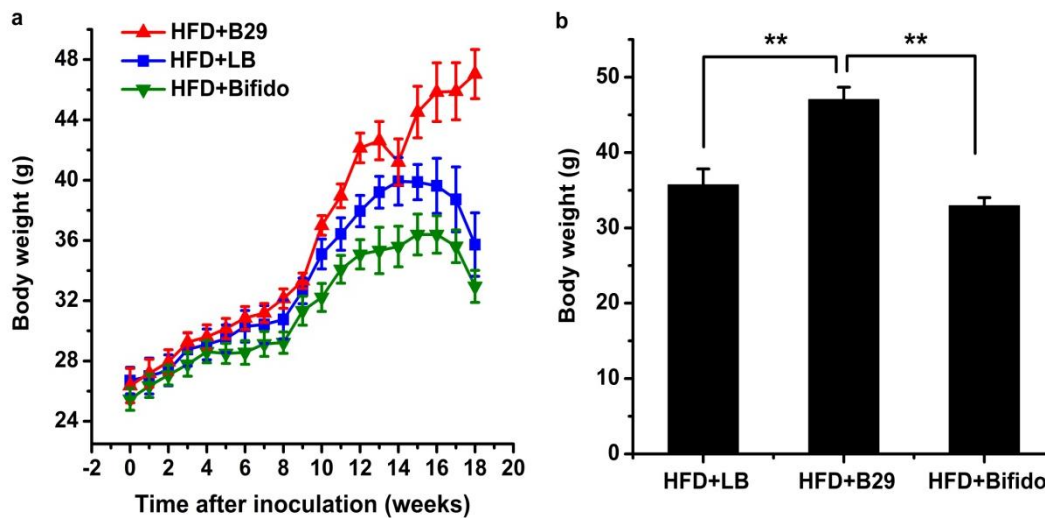 a
HFD+B29
HFD+LB
HFD+Bifido
Body weight (g)
48
44
40
36
32
28
24
-2 0 2 4 6 8 10 12 14 16 18 20
Time after inoculation (weeks)
b
** **
Body weight (g)
50
40
30
20
10
0
HFD+LB HFD+B29 HFD+Bifido